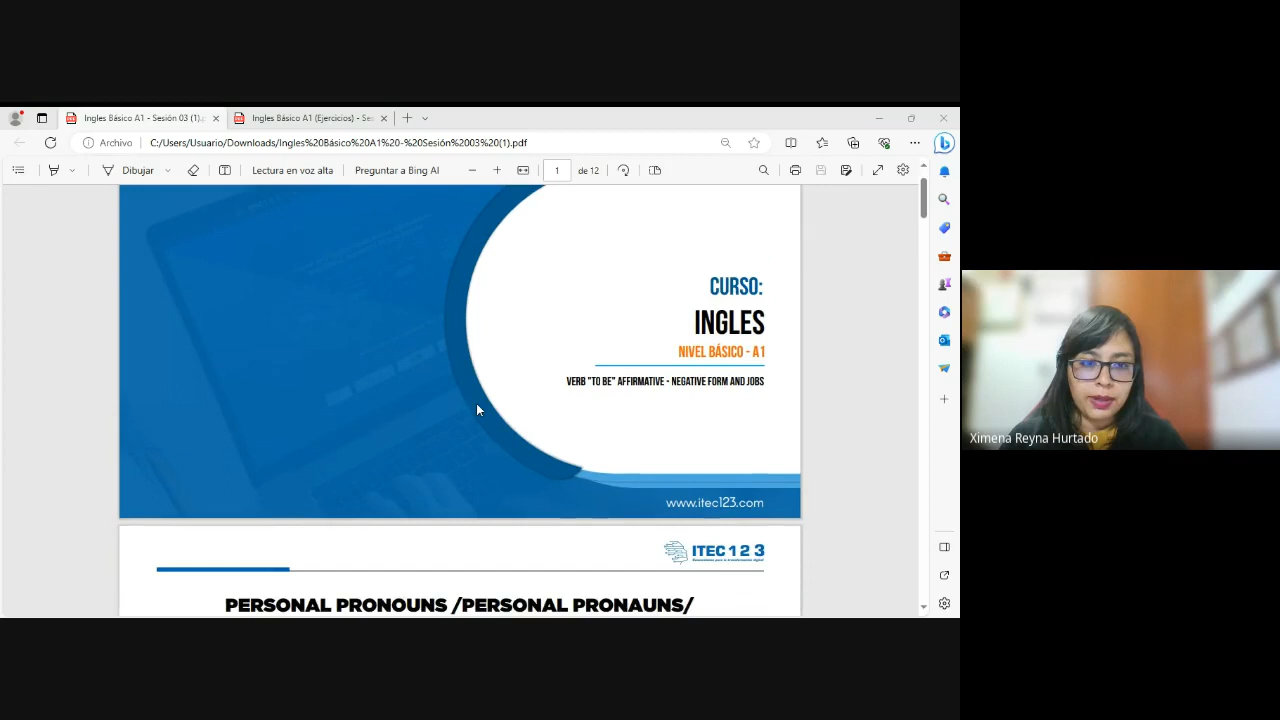 Ingles Básico A1 - Sesión 03 (1).
Ingles Básico A1 (Ejercicios) - Se
Archivo C:/Users/Usuario/Downloads/Ingles%20Básico%20A1%20-%20Sesión%2003%20(1).pdf
Dibujar Lectura en voz alta Preguntar a Bing AI 1 de 12
CURSO:
INGLES
NIVEL BÁSICO - A1
VERB "TO BE" AFFIRMATIVE - NEGATIVE FORM AND JOBS
www.itec123.com
ITEC 1 2 3
PERSONAL PRONOUNS /PERSONAL PRONAUNS/
Ximena Reyna Hurtado